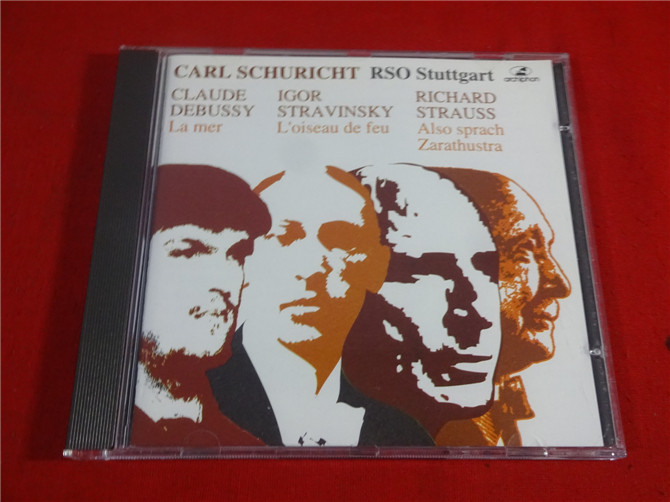 CARL SCHURICHT RSO Stuttgart
archiphon
CLAUDE
DEBUSSY
La mer
IGOR
STRAVINSKY
L'oiseau de feu
RICHARD
STRAUSS
Also sprach
Zarathustra